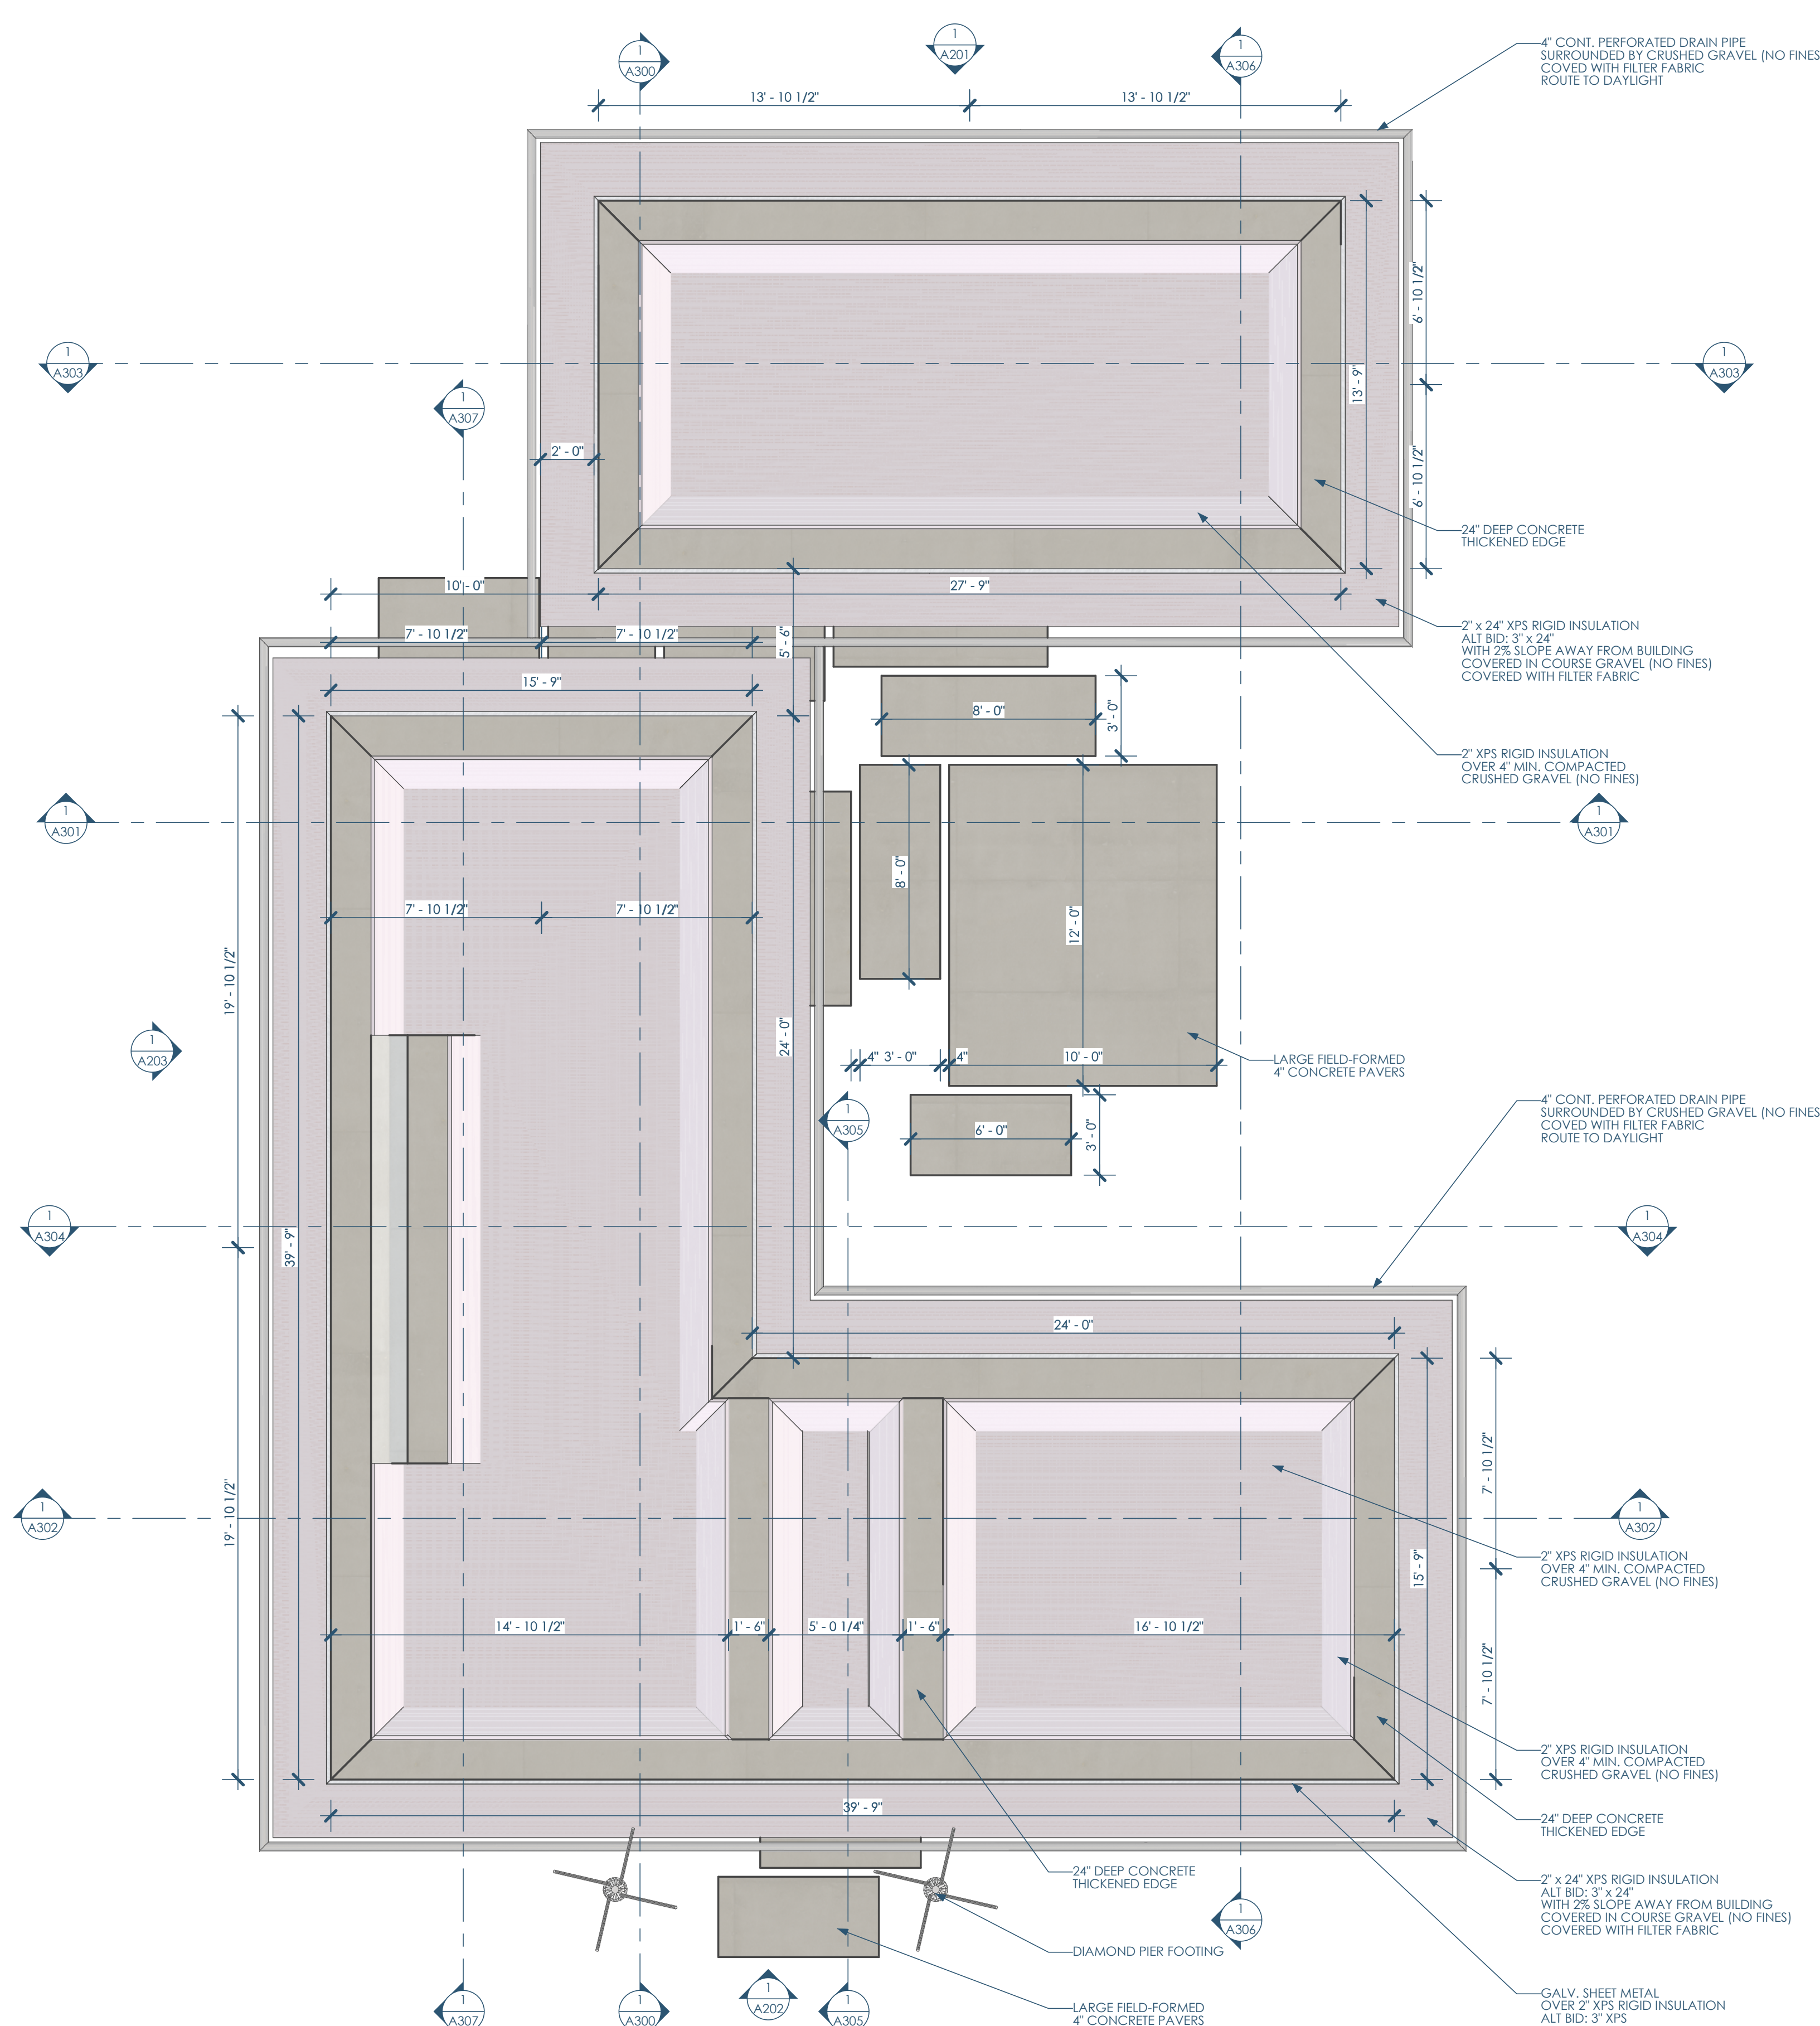 1
A300
1
A201
1
A306
4" CONT. PERFORATED DRAIN PIPE
SURROUNDED BY CRUSHED GRAVEL (NO FINES
COVED WITH FILTER FABRIC
ROUTE TO DAYLIGHT
13' - 10 1/2"
13' - 10 1/2"
6' - 10 1/2"
1
A303
1
A303
13' - 9"
1
A307
2' - 0"
6' - 10 1/2"
24" DEEP CONCRETE
THICKENED EDGE
10' - 0"
27' - 9"
7' - 10 1/2"
7' - 10 1/2"
5' - 6"
2" x 24" XPS RIGID INSULATION
ALT BID: 3" x 24"
WITH 2% SLOPE AWAY FROM BUILDING
COVERED IN COURSE GRAVEL (NO FINES)
COVERED WITH FILTER FABRIC
15' - 9"
8' - 0"
3' - 0"
2" XPS RIGID INSULATION
OVER 4" MIN. COMPACTED
CRUSHED GRAVEL (NO FINES)
1
A301
1
A301
8' - 0"
7' - 10 1/2"
7' - 10 1/2"
12' - 0"
19' - 10 1/2"
24' - 0"
1
A203
4"
3' - 0"
4"
10' - 0"
LARGE FIELD-FORMED
4" CONCRETE PAVERS
4" CONT. PERFORATED DRAIN PIPE
SURROUNDED BY CRUSHED GRAVEL (NO FINES
COVED WITH FILTER FABRIC
ROUTE TO DAYLIGHT
1
A305
6' - 0"
3' - 0"
1
A304
1
A304
39' - 9"
24' - 0"
7' - 10 1/2"
19' - 10 1/2"
1
A302
1
A302
2" XPS RIGID INSULATION
OVER 4" MIN. COMPACTED
CRUSHED GRAVEL (NO FINES)
15' - 9"
14' - 10 1/2"
1' - 6"
5' - 0 1/4"
1' - 6"
16' - 10 1/2"
7' - 10 1/2"
2" XPS RIGID INSULATION
OVER 4" MIN. COMPACTED
CRUSHED GRAVEL (NO FINES)
39' - 9"
24" DEEP CONCRETE
THICKENED EDGE
24" DEEP CONCRETE
THICKENED EDGE
2" x 24" XPS RIGID INSULATION
ALT BID: 3" x 24"
WITH 2% SLOPE AWAY FROM BUILDING
COVERED IN COURSE GRAVEL (NO FINES)
COVERED WITH FILTER FABRIC
1
A306
DIAMOND PIER FOOTING
1
A307
1
A300
1
A202
1
A305
LARGE FIELD-FORMED
4" CONCRETE PAVERS
GALV. SHEET METAL
OVER 2" XPS RIGID INSULATION
ALT BID: 3" XPS